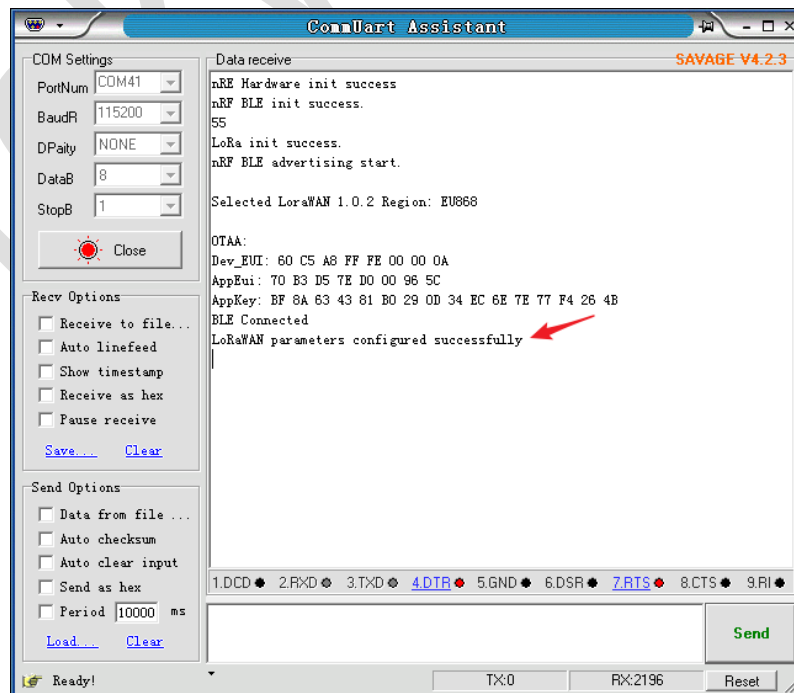 CommUart Assistant
COM Settings
PortNum COM41
BaudR 115200
DPaity NONE
DataB 8
StopB 1
Close
Recv Options
Receive to file...
Auto linefeed
Show timestamp
Receive as hex
Pause receive
Save... Clear
Send Options
Data from file ...
Auto checksum
Auto clear input
Send as hex
Period 10000 ms
Load... Clear
Data receive SAVAGE V4.2.3
nRE Hardware init success
nRF BLE init success.
55
LoRa init success.
nRF BLE advertising start.
Selected LoraWAN 1.0.2 Region: EU868
OTAA:
Dev_EUI: 60 C5 A8 FF FE 00 00 0A
AppEui: 70 B3 D5 7E D0 00 96 5C
AppKey: BF 8A 63 43 81 B0 29 0D 34 EC 6E 7E 77 F4 26 4B
BLE Connected
LoRaWAN parameters configured successfully
1.DCD 2.RXD 3.TXD 4.DTR 5.GND 6.DSR 7.RTS 8.CTS 9.RI
Send
Ready! TX:0 RX:2196 Reset